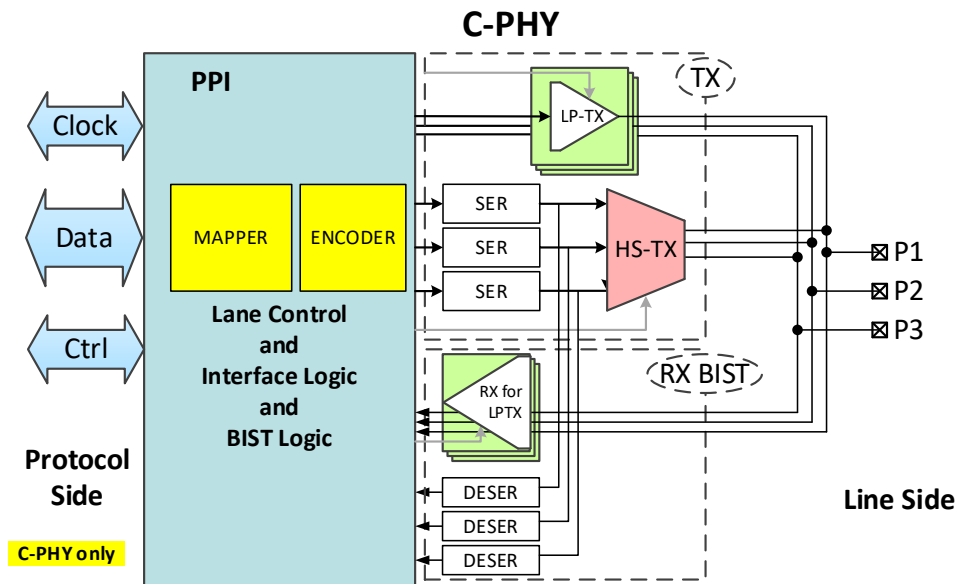 C-PHY
PPI
TX
LP-TX
Clock
Data
Ctrl
MAPPER
ENCODER
SER
SER
SER
HS-TX
P1
P2
P3
Lane Control
and
Interface Logic
and
BIST Logic
RX BIST
RX for
LPTX
DESER
DESER
DESER
Protocol
Side
Line Side
C-PHY only